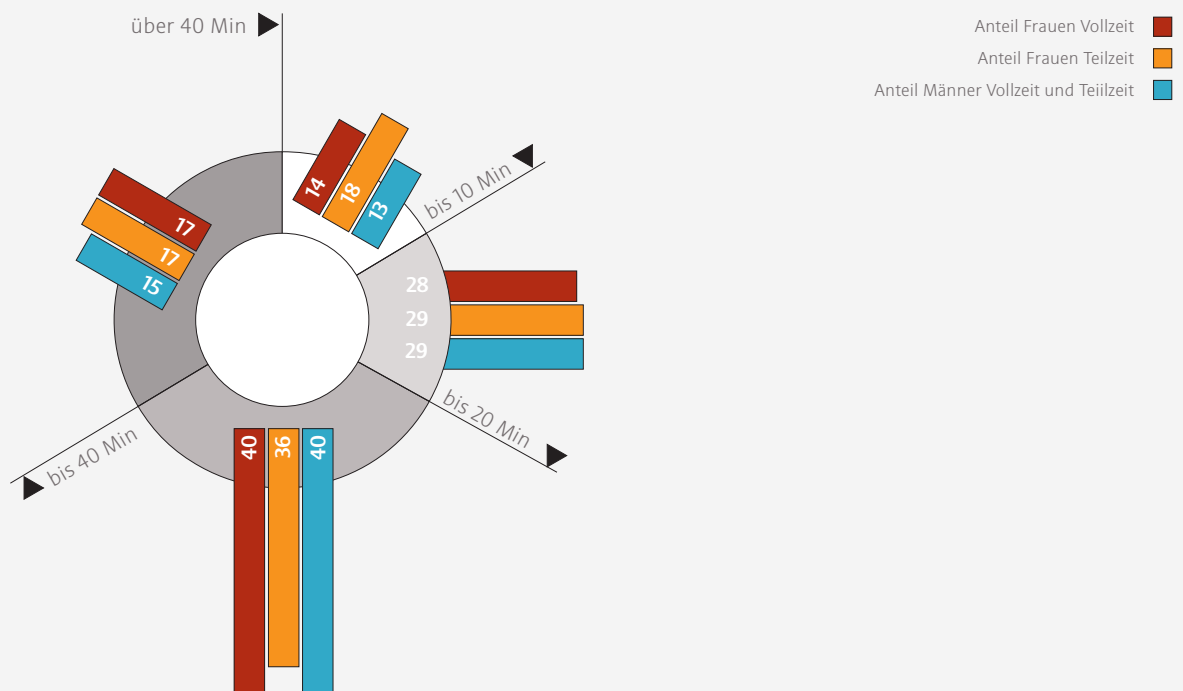 über 40 Min
Anteil Frauen Vollzeit
Anteil Frauen Teilzeit
Anteil Männer Vollzeit und Teiilzeit
14
18
13
bis 10 Min
17
17
15
28
29
29
bis 20 Min
bis 40 Min
40
36
40